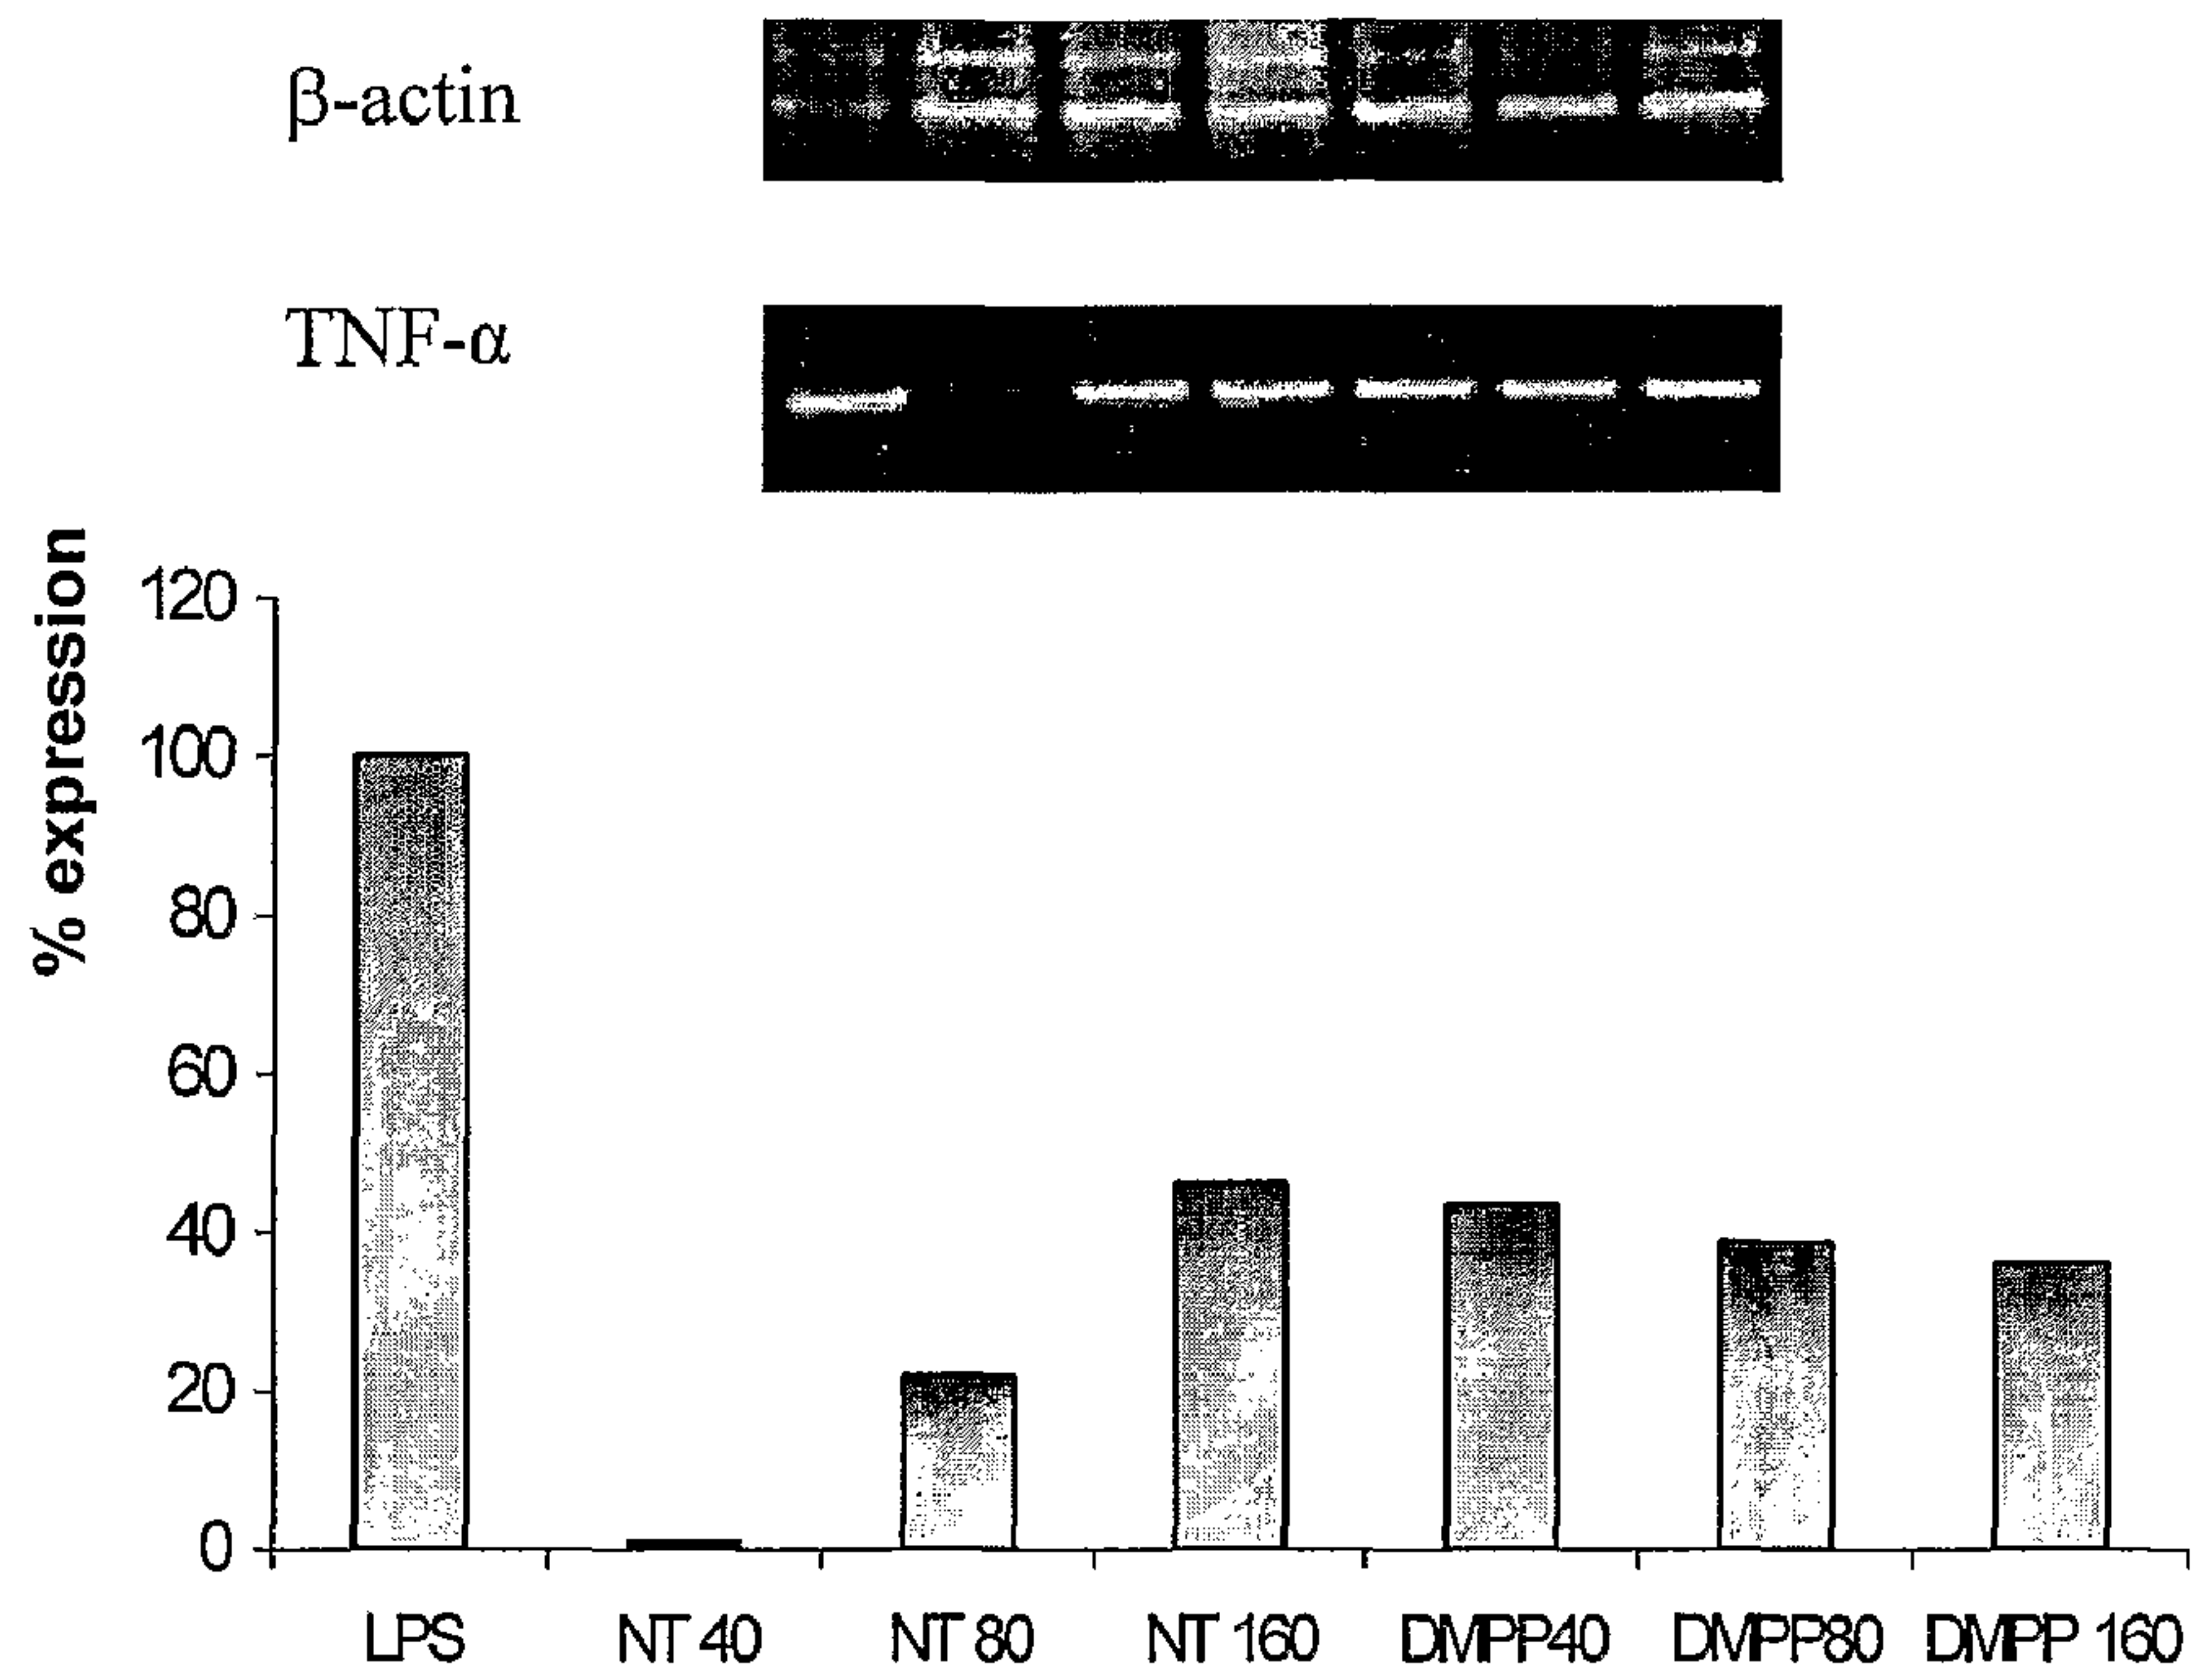 β-actin
TNF-α
% expression
120
100
80
60
40
20
0
LPS NT 40 NT 80 NT 160 DMPP40 DMPP80 DMPP 160